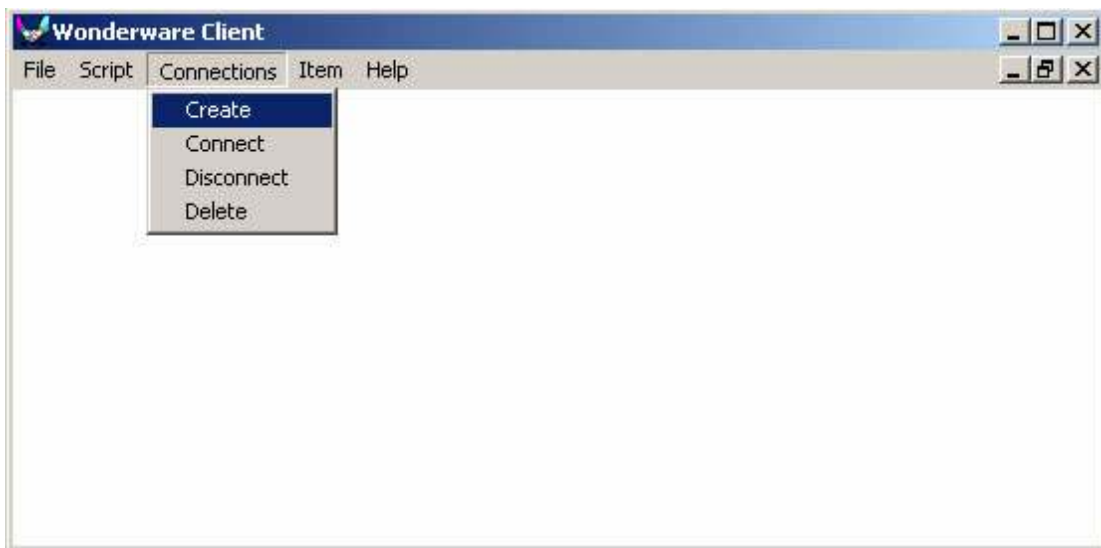 Wonderware Client
File Script Connections Item Help
Create
Connect
Disconnect
Delete